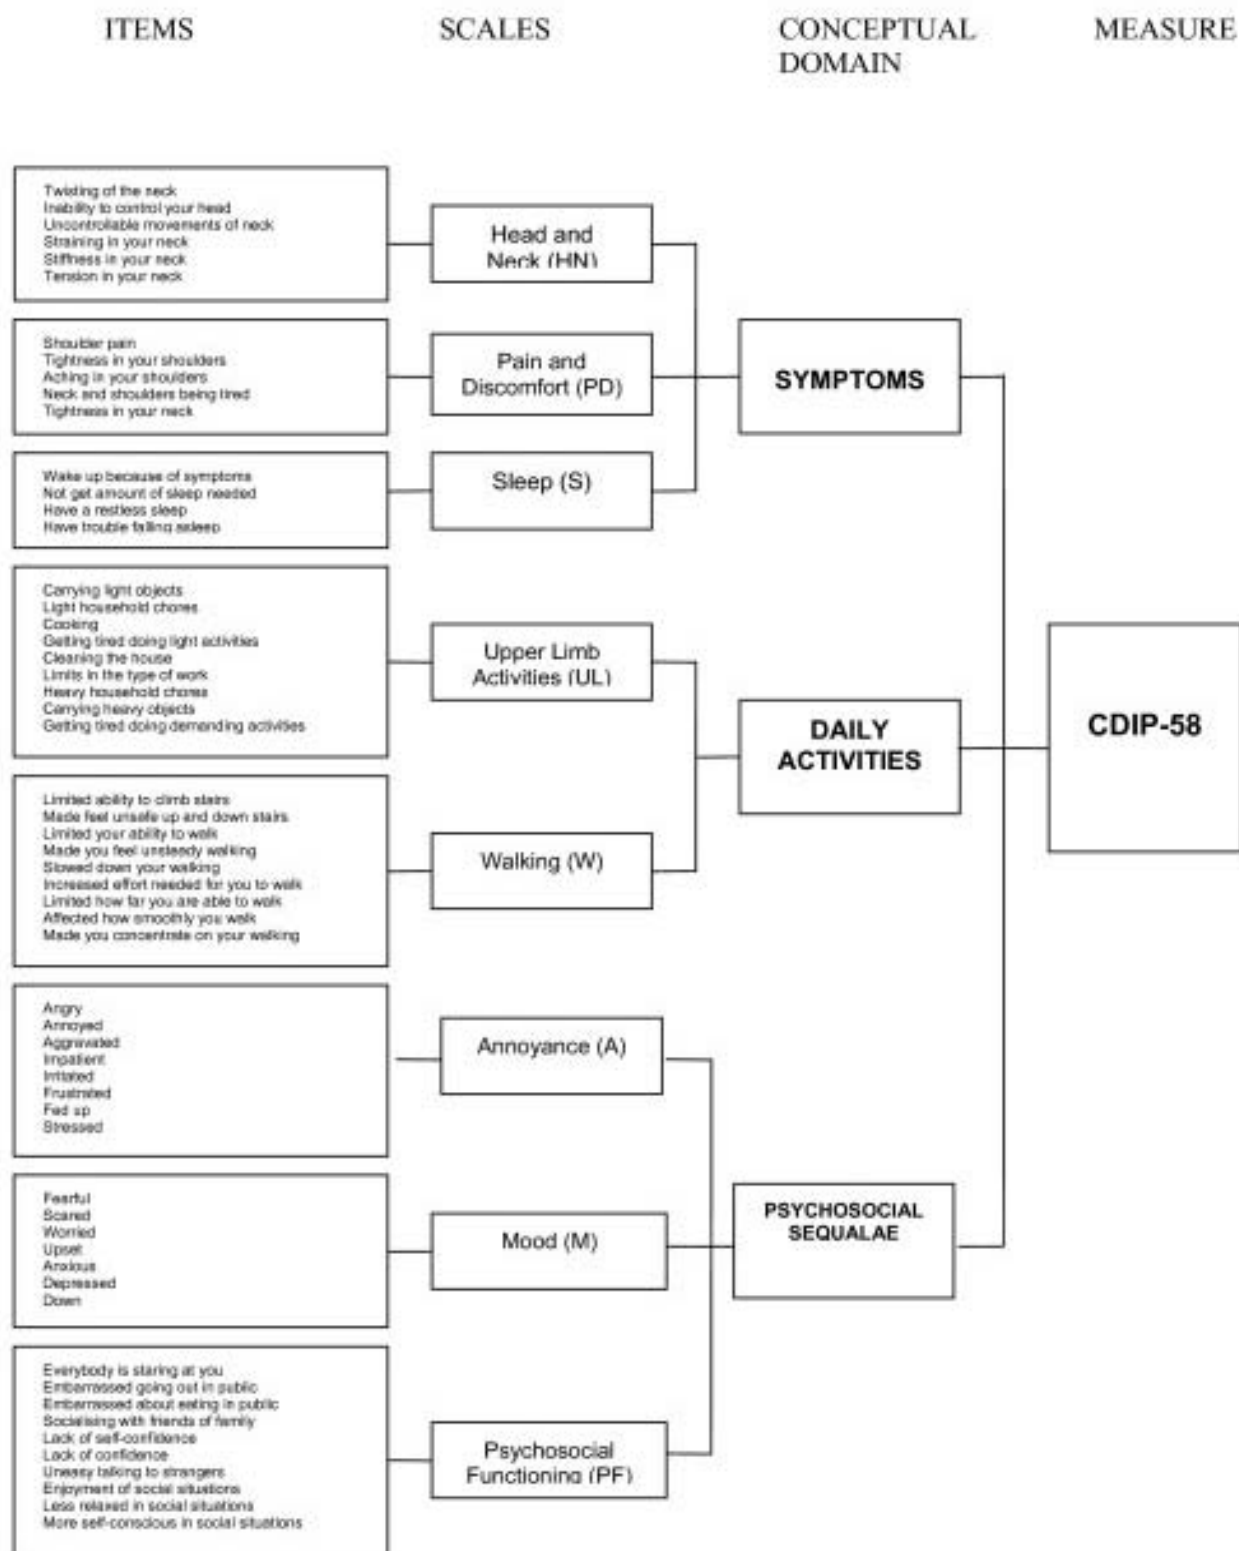 ITEMS
SCALES
CONCEPTUAL
DOMAIN
MEASURE
Twisting of the neck
Inability to control your head
Uncontrollable movements of neck
Straining in your neck
Stiffness in your neck
Tension in your neck
Head and
Neck (HN)
Shoulder pain
Tightness in your shoulders
Aching in your shoulders
Neck and shoulders being tired
Tightness in your neck
Pain and
Discomfort (PD)
SYMPTOMS
Wake up because of symptoms
Not get amount of sleep needed
Have a restless sleep
Have trouble falling asleep
Sleep (S)
Carrying light objects
Light household chores
Cooking
Getting tired doing light activities
Cleaning the house
Limits in the type of work
Heavy household chores
Carrying heavy objects
Getting tired doing demanding activities
Upper Limb
Activities (UL)
DAILY
ACTIVITIES
CDIP-58
Limited ability to climb stairs
Made feel unsafe up and down stairs
Limited your ability to walk
Made you feel unsteady walking
Slowed down your walking
Increased effort needed for you to walk
Limited how far you are able to walk
Affected how smoothly you walk
Made you concentrate on your walking
Walking (W)
Angry
Annoyed
Aggravated
Impatient
Irritated
Frustrated
Fed up
Stressed
Annoyance (A)
Fearful
Scared
Worried
Upset
Anxious
Depressed
Down
Mood (M)
PSYCHOSOCIAL
SEQUALAE
Everybody is staring at you
Embarrassed going out in public
Embarrassed about eating in public
Socialising with friends of family
Lack of self-confidence
Lack of confidence
Uneasy talking to strangers
Enjoyment of social situations
Less relaxed in social situations
More self-conscious in social situations
Psychosocial
Functioning (PF)